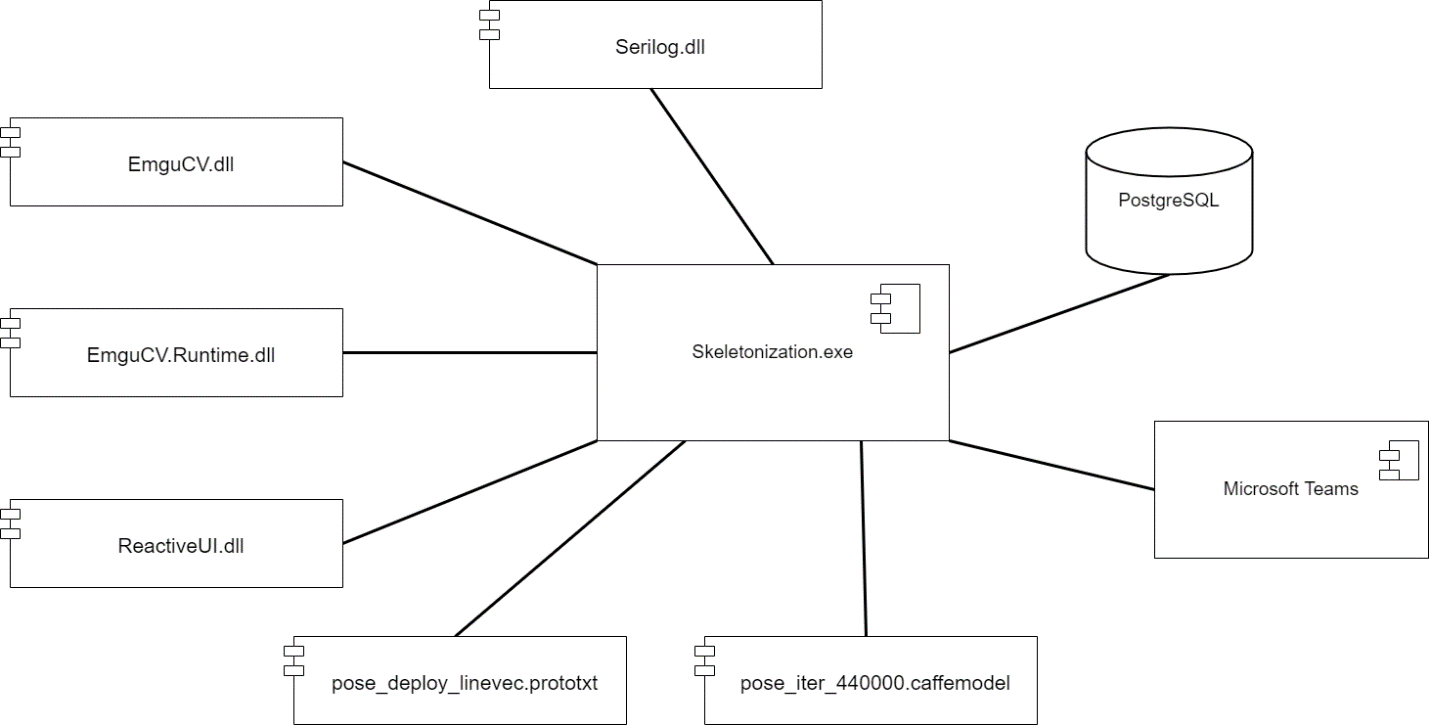 Serilog.dll
EmguCV.dll
PostgreSQL
EmguCV.Runtime.dll
Skeletonization.exe
Microsoft Teams
ReactiveUI.dll
pose_deploy_linevec.prototxt
pose_iter_440000.caffemodel